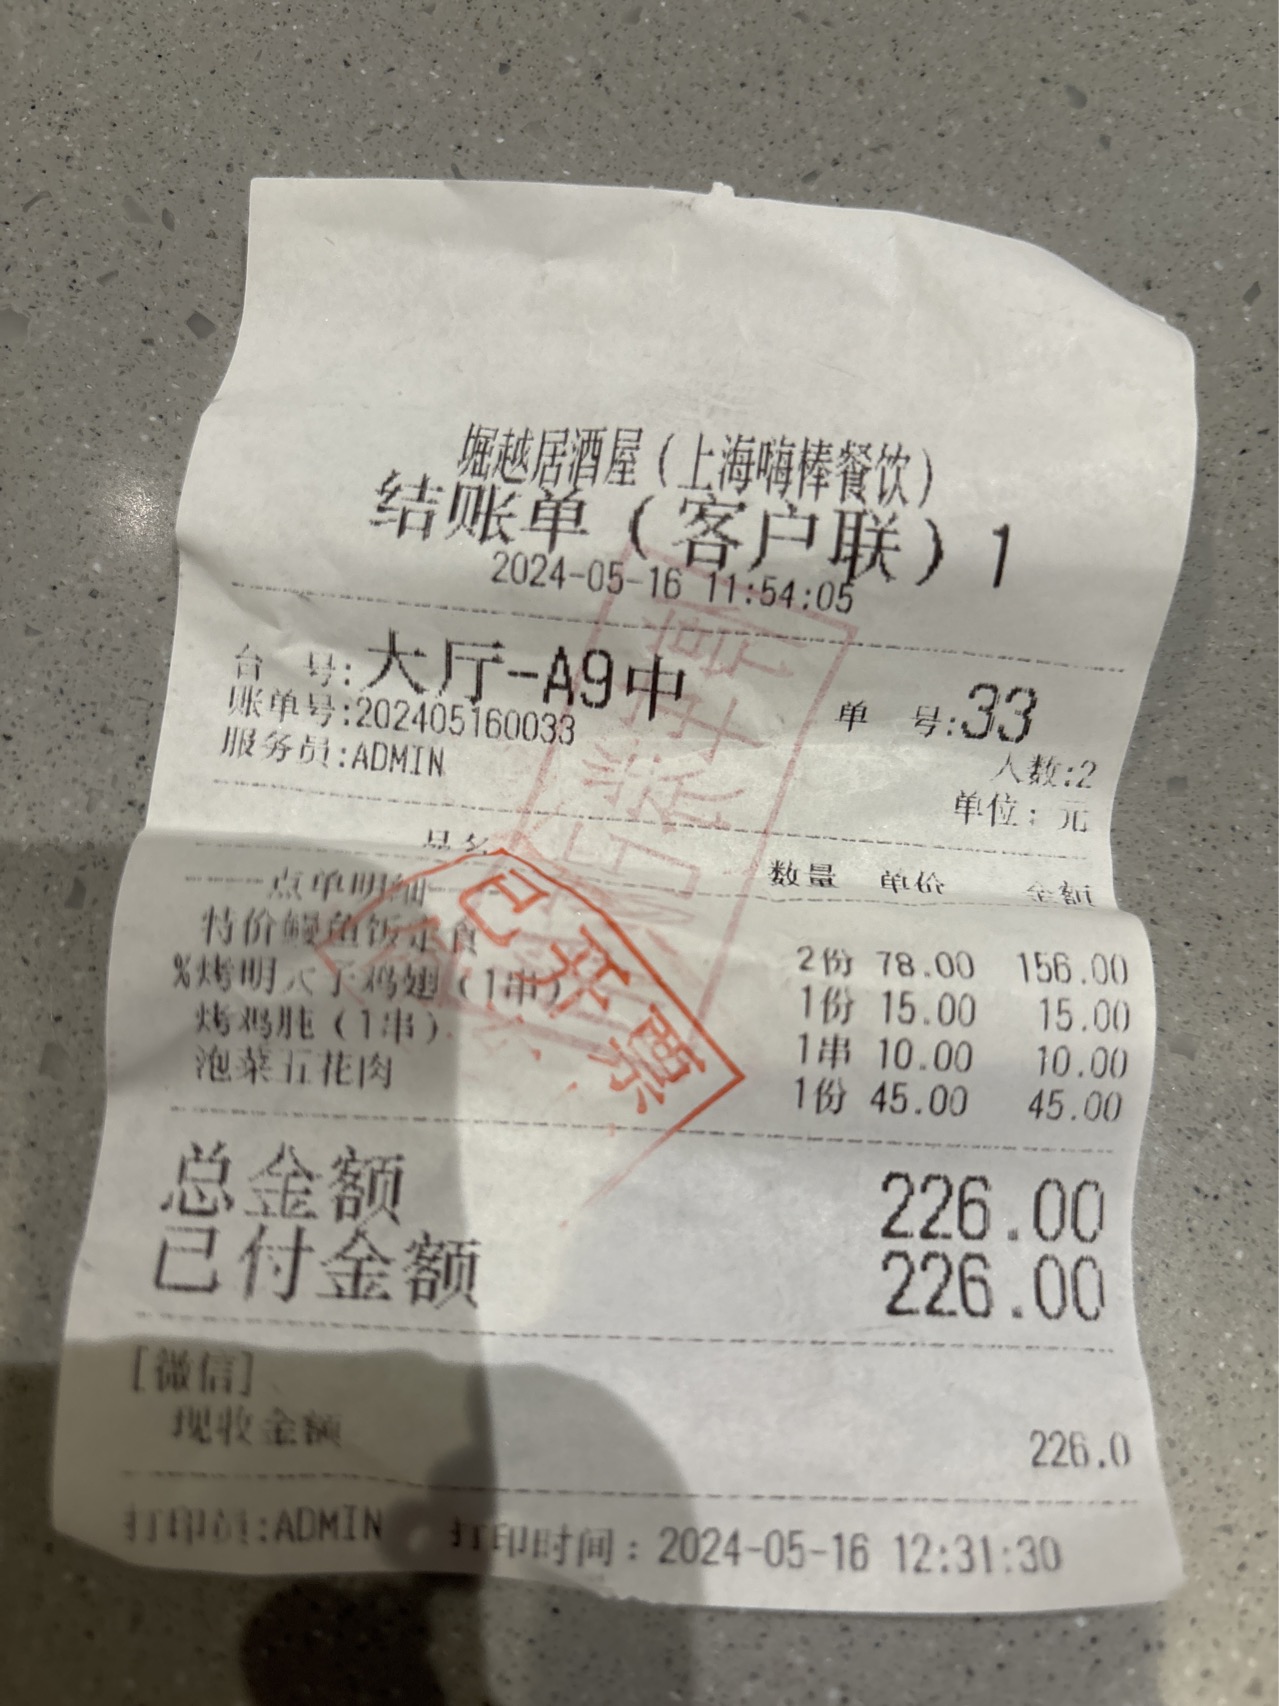 堀越居酒屋(上海嗨棒餐饮)
结账单(客户联)1
2024-05-16 11:54:05
台 号:大厅-A9中 单 号:33
账单号:202405160033
服务员:ADMIN 人数:2
单位: 元
品名 数量 单价 金额
----点单明细----
特价鳗鱼饭定食 2份 78.00 156.00
%烤明太子鸡翅(1串) 1份 15.00 15.00
烤鸡肫(1串) 1串 10.00 10.00
泡菜五花肉 1份 45.00 45.00
已开票
总金额 226.00
已付金额 226.00
[微信]
现收金额 226.0
打印员:ADMIN 打印时间: 2024-05-16 12:31:30